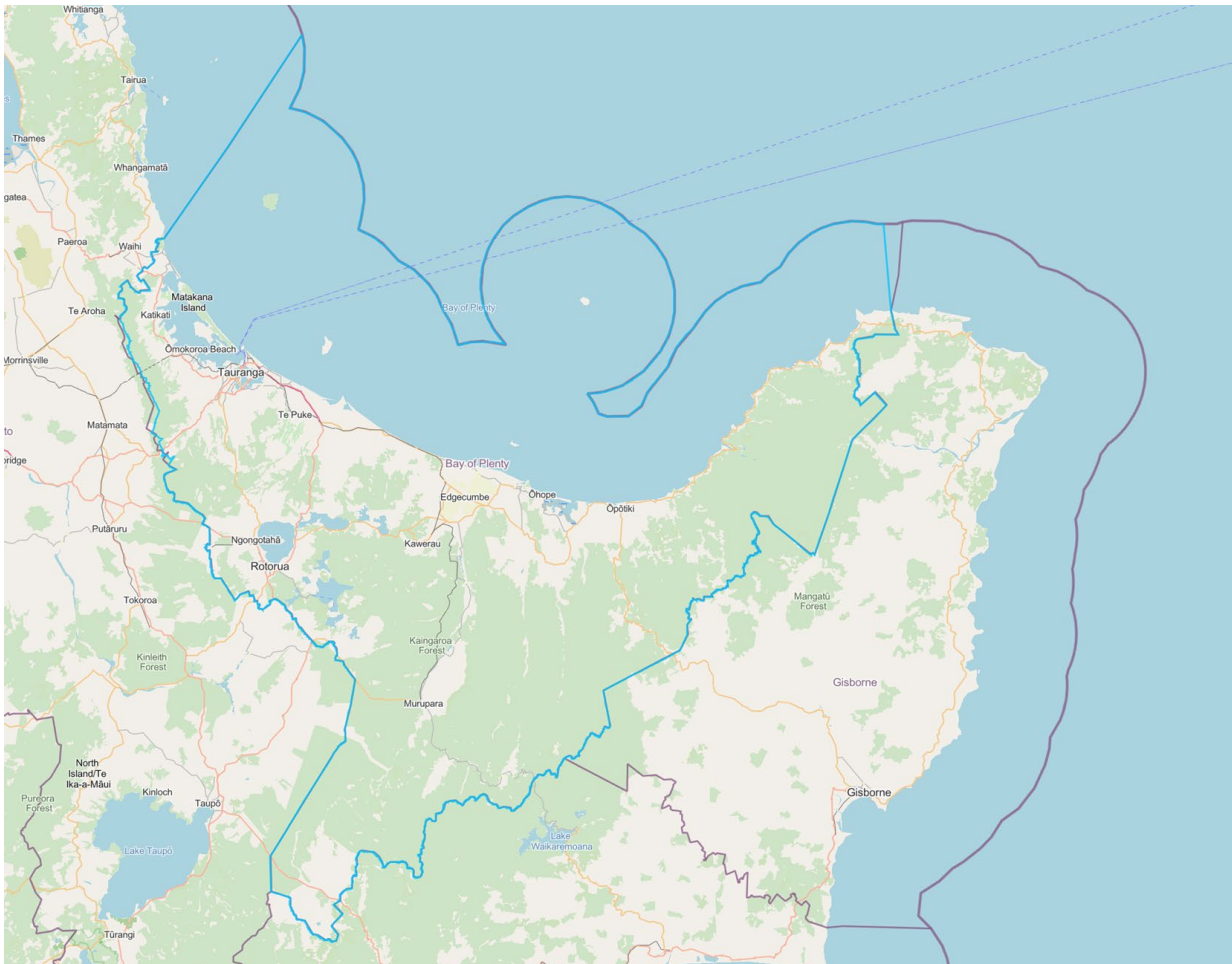 Whitianga
Tairua
Thames
Whangamatā
gatea
Paeroa
Waihi
Te Aroha
Matakana
Island
Katikati
Bay of Plenty
Morrinsville
Ōmokoroa Beach
Tauranga
Te Puke
Matamata
to
bridge
Bay of Plenty
Edgecumbe
Ōhope
Ōpōtiki
Putāruru
Ngongotahā
Kawerau
Rotorua
Tokoroa
Mangatū
Forest
Kaingaroa
Forest
Kinleith
Forest
Gisborne
Murupara
North
Island/Te
Ika-a-Māui
Kinloch
Pureora
Forest
Taupō
Gisborne
Lake Taupō
Lake
Waikaremoana
Tūrangi